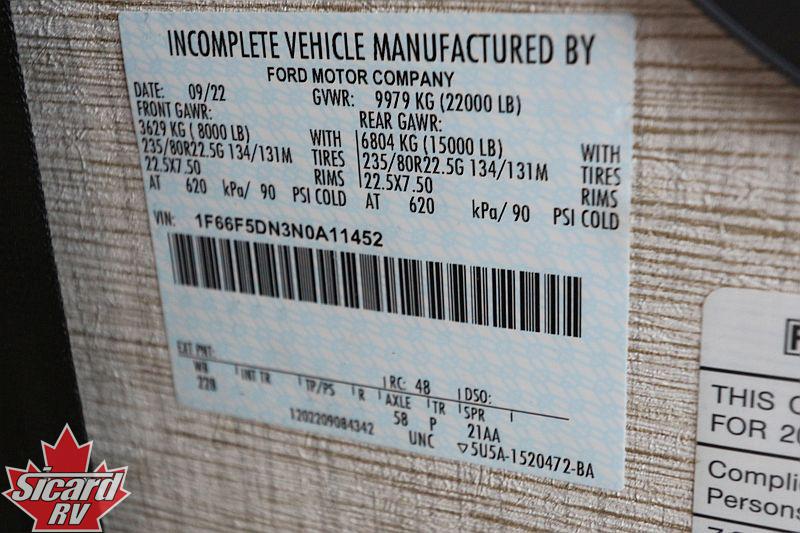 INCOMPLETE VEHICLE MANUFACTURED BY
FORD MOTOR COMPANY
DATE: 09/22 GVWR: 9979 KG (22000 LB)
FRONT GAWR: REAR GAWR:
3629 KG ( 8000 LB) WITH 6804 KG (15000 LB) WITH
235/80R22.5G 134/131M TIRES 235/80R22.5G 134/131M TIRES
22.5X7.50 RIMS 22.5X7.50 RIMS
AT 620 kPa/ 90 PSI COLD AT 620 kPa/ 90 PSI COLD
VIN: 1F66F5DN3N0A11452
EXT PNT: RC: 48 DSO:
WB INT TR TP/PS R AXLE TR SPR
228 58 P 21AA
1202209084342 UNC ▽5U5A-1520472-BA
THIS
FOR 20
Compli
Persons
Sicard
RV